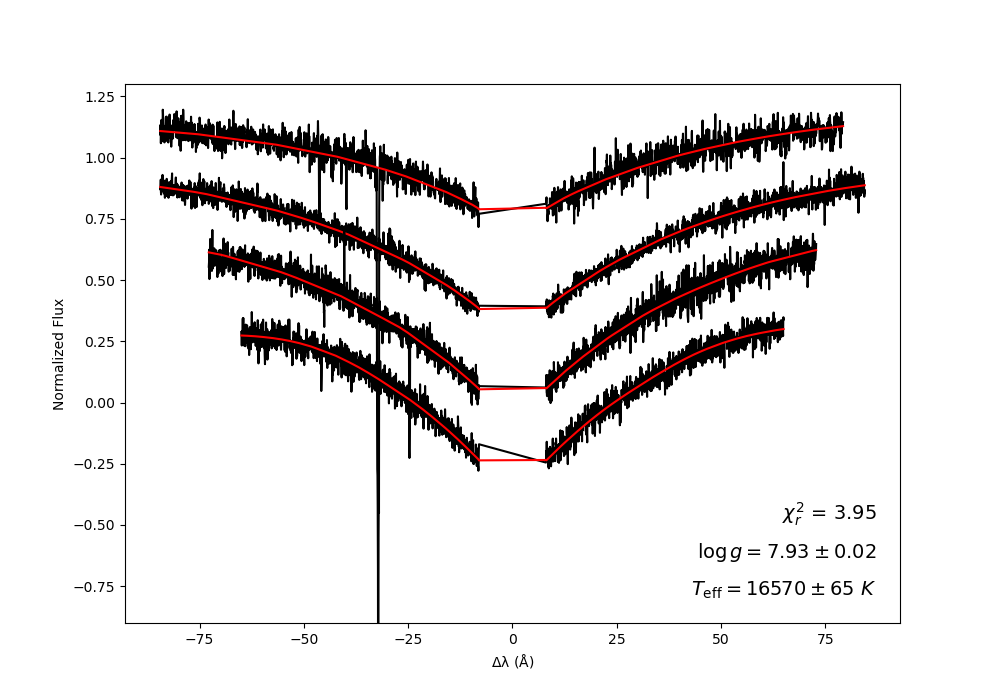 1.25
1.00
0.75
0.50
0.25
0.00
−0.25
−0.50
−0.75
Normalized Flux
χ²ᵣ = 3.95
log g = 7.93 ± 0.02
T_eff = 16570 ± 65 K
−75 −50 −25 0 25 50 75
Δλ (Å)